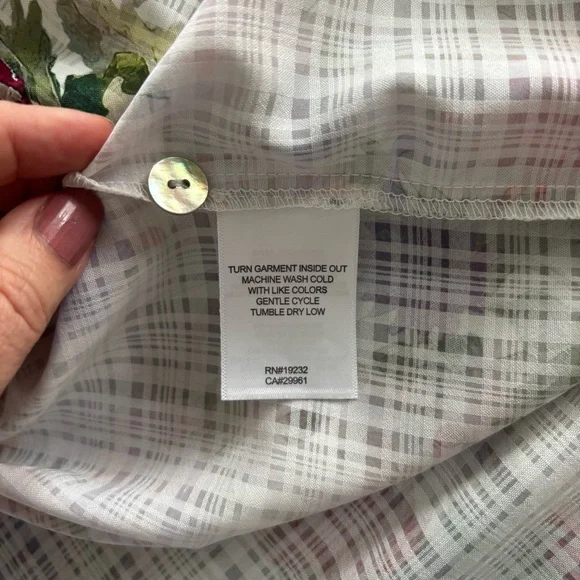 TURN GARMENT INSIDE OUT
MACHINE WASH COLD
WITH LIKE COLORS
GENTLE CYCLE
TUMBLE DRY LOW
RN#19232
CA#29961